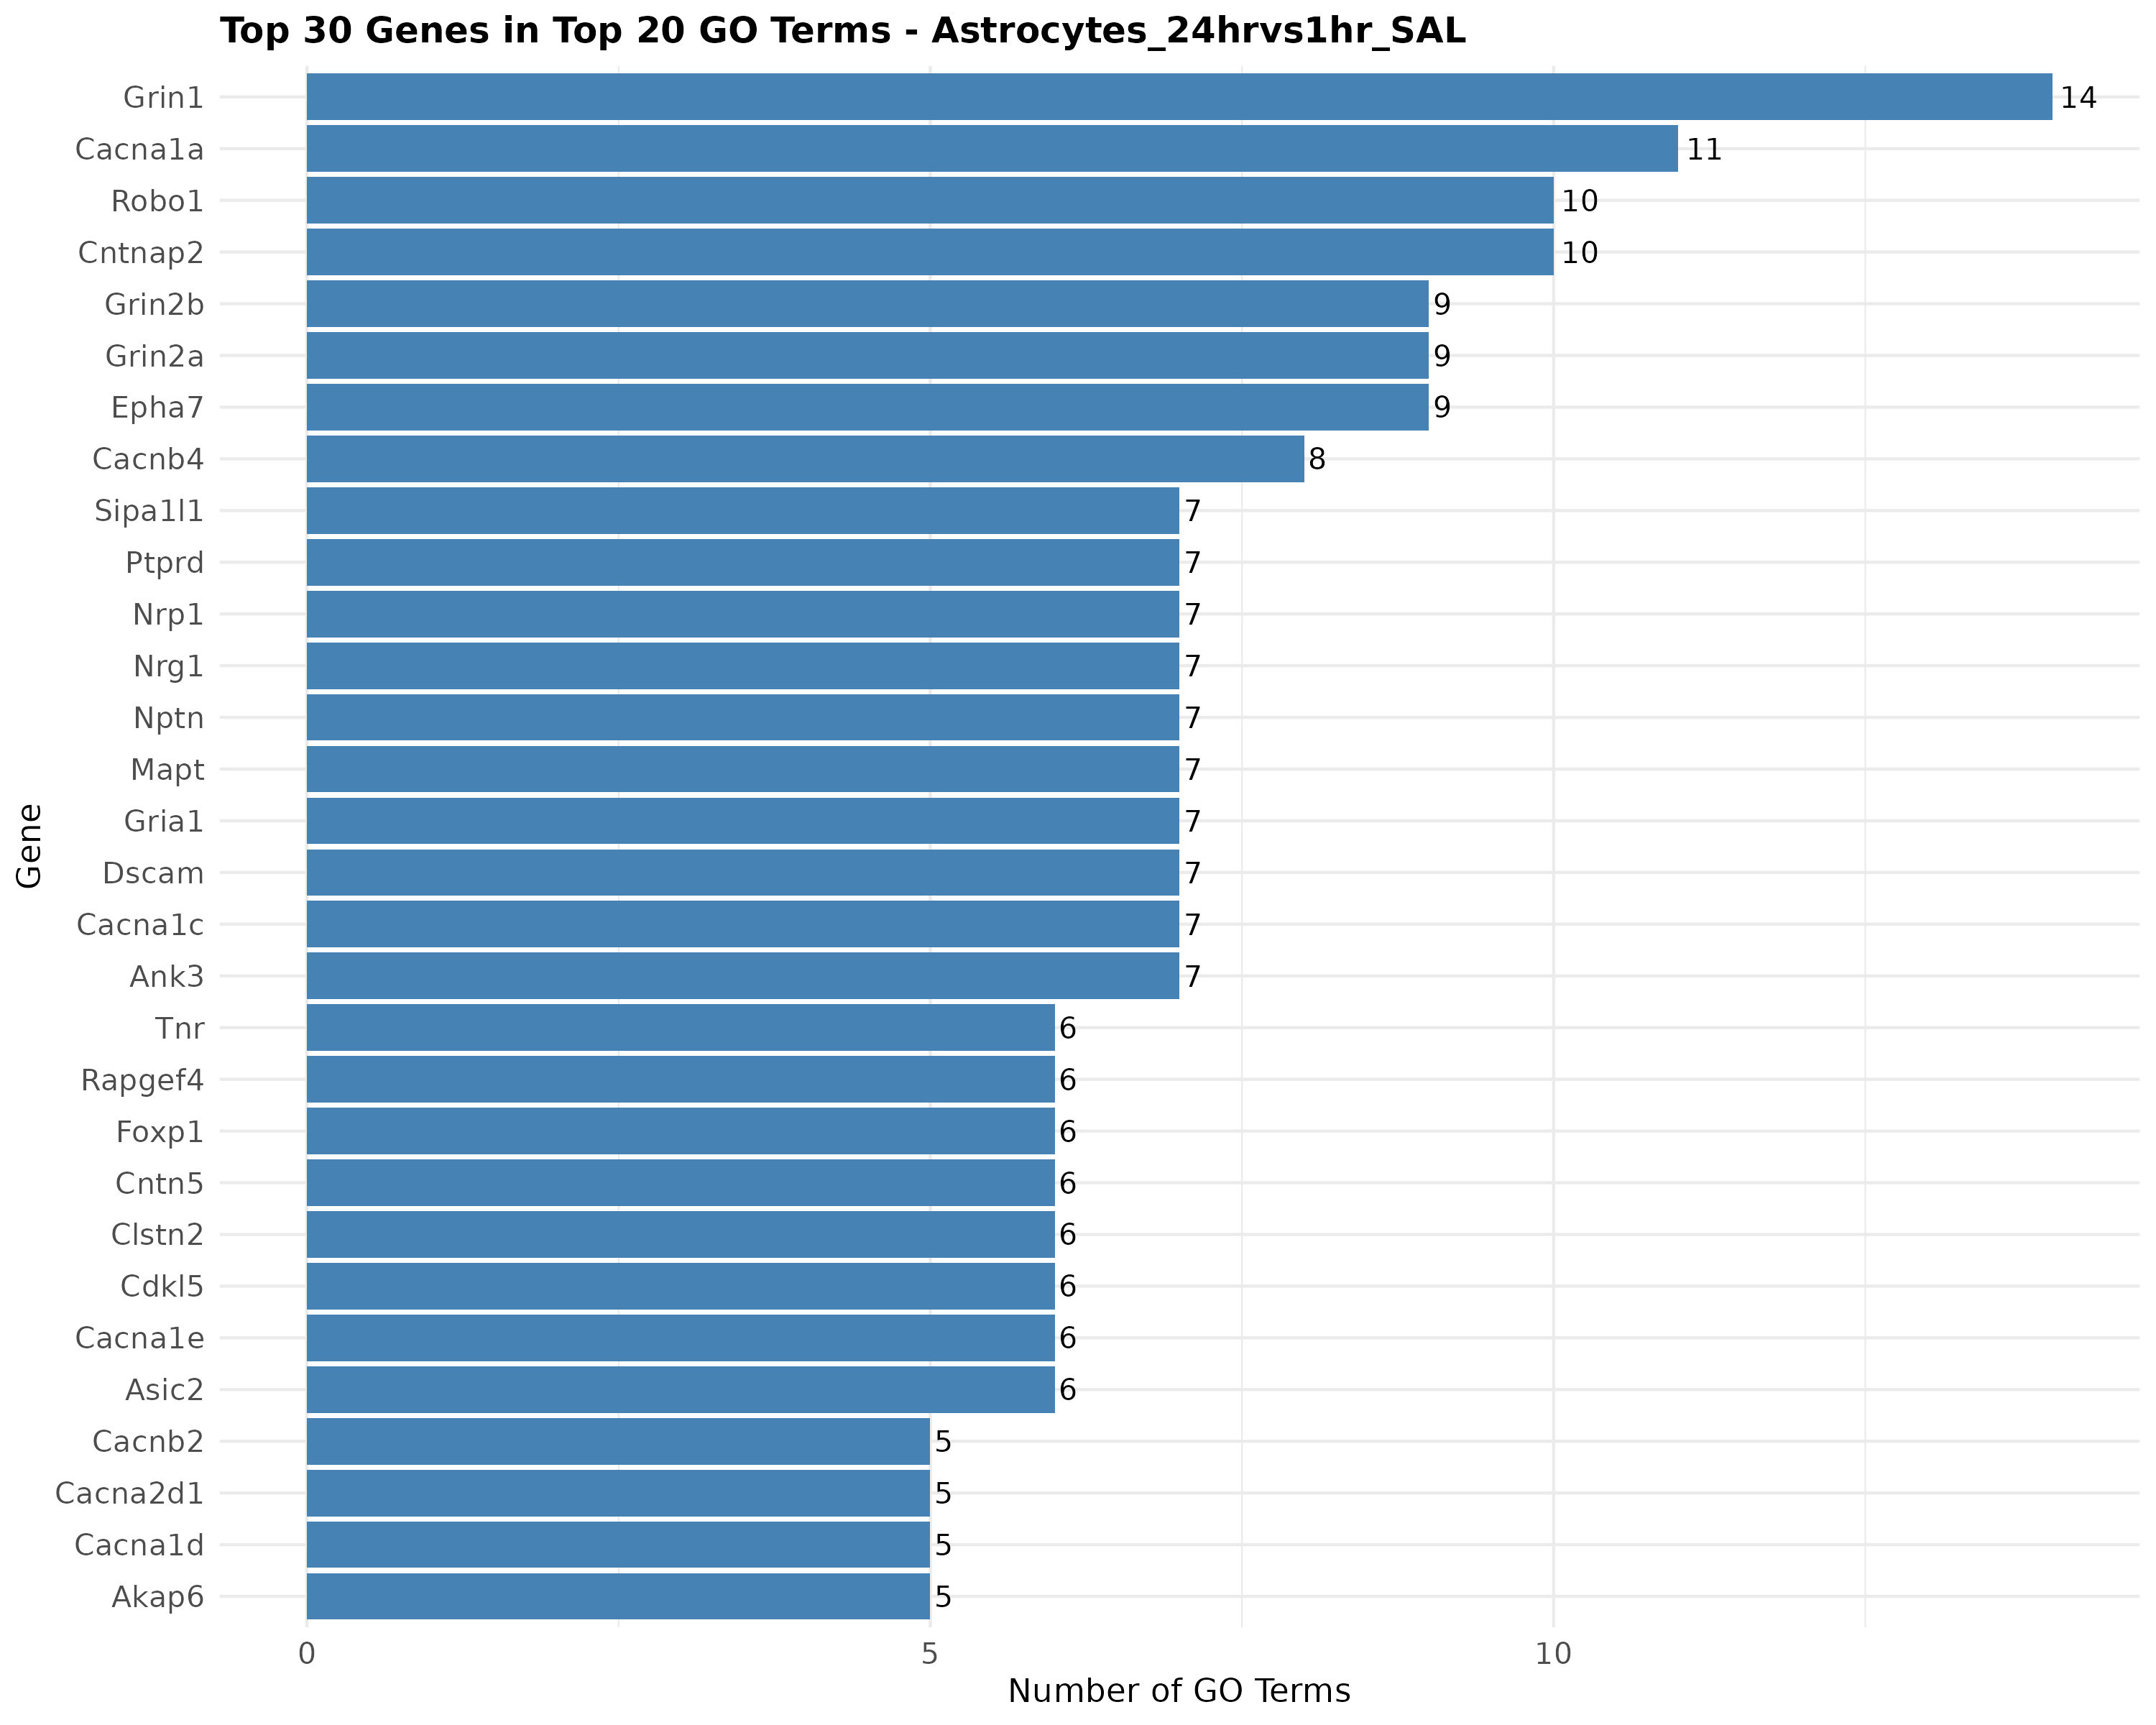 Top 30 Genes in Top 20 GO Terms - Astrocytes_24hrvs1hr_SAL
Grin1 14
Cacna1a 11
Robo1 10
Cntnap2 10
Grin2b 9
Grin2a 9
Epha7 9
Cacnb4 8
Sipa1l1 7
Ptprd 7
Nrp1 7
Nrg1 7
Nptn 7
Mapt 7
Gria1 7
Dscam 7
Cacna1c 7
Ank3 7
Tnr 6
Rapgef4 6
Foxp1 6
Cntn5 6
Clstn2 6
Cdkl5 6
Cacna1e 6
Asic2 6
Cacnb2 5
Cacna2d1 5
Cacna1d 5
Akap6 5
Gene
0 5 10
Number of GO Terms